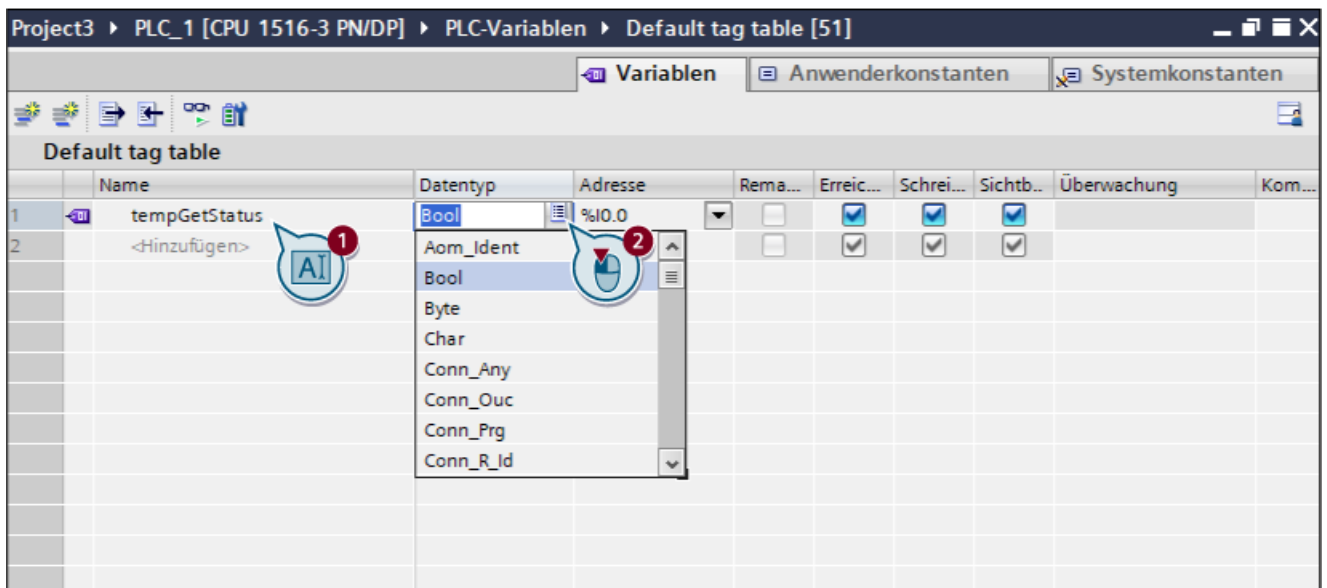 Project3 ▸ PLC_1 [CPU 1516-3 PN/DP] ▸ PLC-Variablen ▸ Default tag table [51]
Variablen Anwenderkonstanten Systemkonstanten
Default tag table
Name Datentyp Adresse Rema... Erreic... Schrei... Sichtb... Überwachung Kom...
1 tempGetStatus Bool %I0.0
2 <Hinzufügen>
1
AI
2
Aom_Ident
Bool
Byte
Char
Conn_Any
Conn_Ouc
Conn_Prg
Conn_R_Id